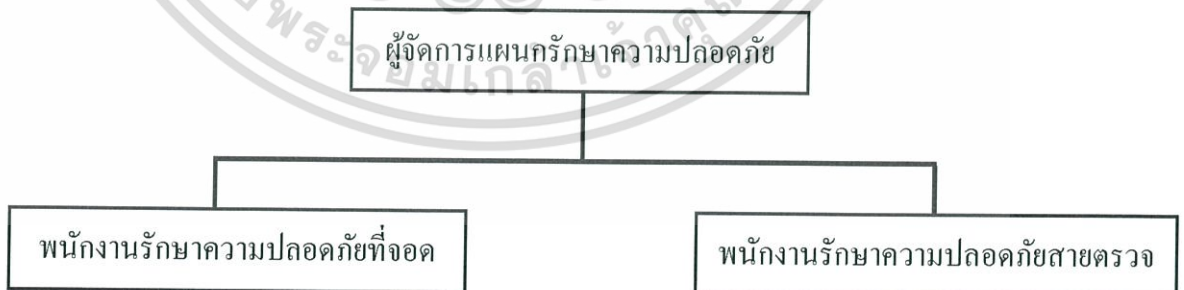 ผู้จัดการแผนกรักษาความปลอดภัย
พนักงานรักษาความปลอดภัยที่จอด
พนักงานรักษาความปลอดภัยสายตรวจ